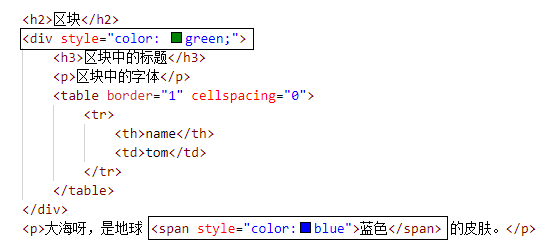 <h2>区块</h2>
<div style="color: green;">
<h3>区块中的标题</h3>
<p>区块中的字体</p>
<table border="1" cellspacing="0">
<tr>
<th>name</th>
<td>tom</td>
</tr>
</table>
</div>
<p>大海呀，是地球 <span style="color:blue">蓝色</span> 的皮肤。</p>